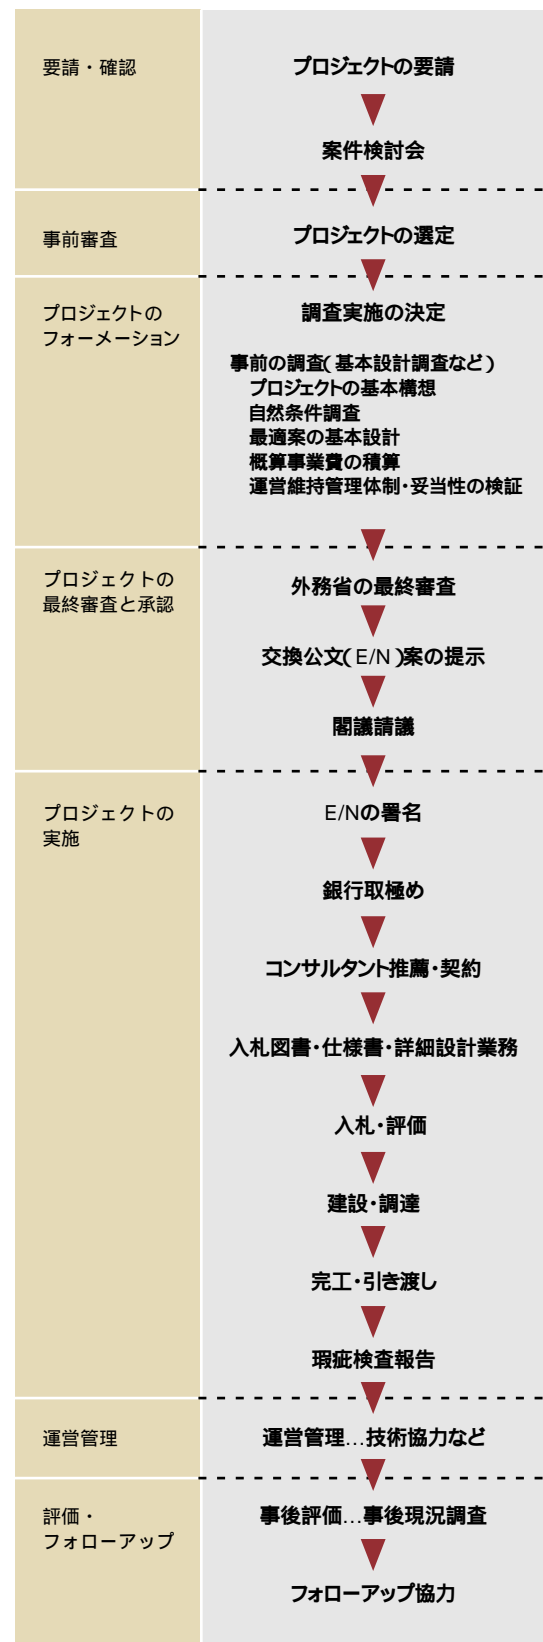 要請・確認
プロジェクトの要請
案件検討会
事前審査
プロジェクトの選定
プロジェクトの
フォーメーション
調査実施の決定
事前の調査(基本設計調査など)
プロジェクトの基本構想
自然条件調査
最適案の基本設計
概算事業費の積算
運営維持管理体制・妥当性の検証
プロジェクトの
最終審査と承認
外務省の最終審査
交換公文(E/N)案の提示
閣議請議
プロジェクトの
実施
E/Nの署名
銀行取極め
コンサルタント推薦・契約
入札図書・仕様書・詳細設計業務
入札・評価
建設・調達
完工・引き渡し
瑕疵検査報告
運営管理
運営管理…技術協力など
評価・
フォローアップ
事後評価…事後現況調査
フォローアップ協力